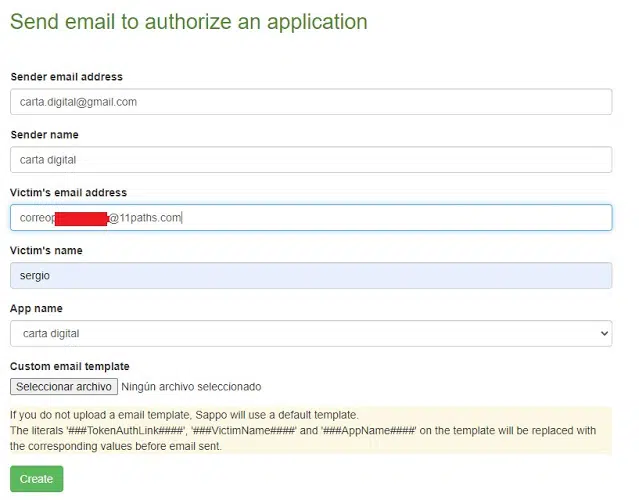 Send email to authorize an application
Sender email address
carta.digital@gmail.com
Sender name
carta digital
Victim's email address
correop @11paths.com
Victim's name
sergio
App name
carta digital
Custom email template
Seleccionar archivo Ningún archivo seleccionado
If you do not upload a email template, Sappo will use a default template.
The literals '###TokenAuthLink####', '###VictimName####' and '###AppName####' on the template will be replaced with
the corresponding values before email sent.
Create